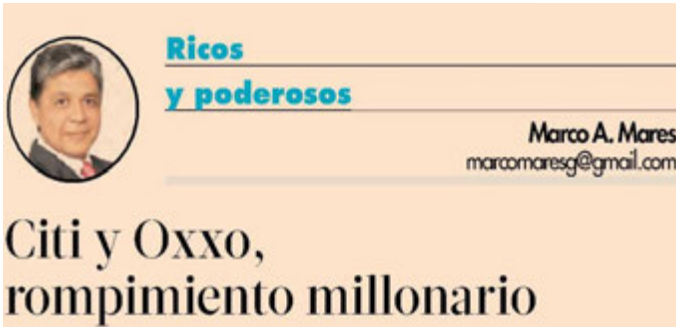 Ricos
y poderosos
Marco A. Mares
marcomaresg@gmail.com
Citi y Oxxo,
rompimiento millonario